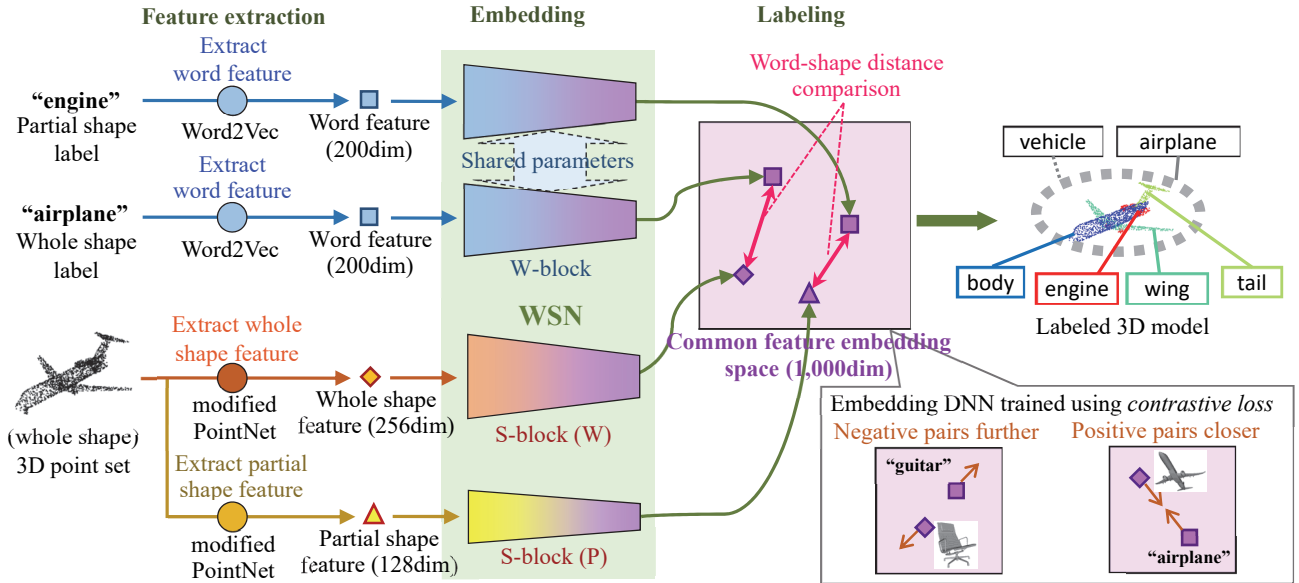 Feature extraction
Embedding
Labeling
Extract
word feature
“engine”
Partial shape
label
Word2Vec
Word feature
(200dim)
Shared parameters
Extract
word feature
“airplane”
Whole shape
label
Word2Vec
Word feature
(200dim)
W-block
WSN
Word-shape distance
comparison
Common feature embedding
space (1,000dim)
vehicle
airplane
body
engine
wing
tail
Labeled 3D model
Extract whole
shape feature
modified
PointNet
Whole shape
feature (256dim)
S-block (W)
(whole shape)
3D point set
Extract partial
shape feature
modified
PointNet
Partial shape
feature (128dim)
S-block (P)
Embedding DNN trained using contrastive loss
Negative pairs further
Positive pairs closer
“guitar”
“airplane”